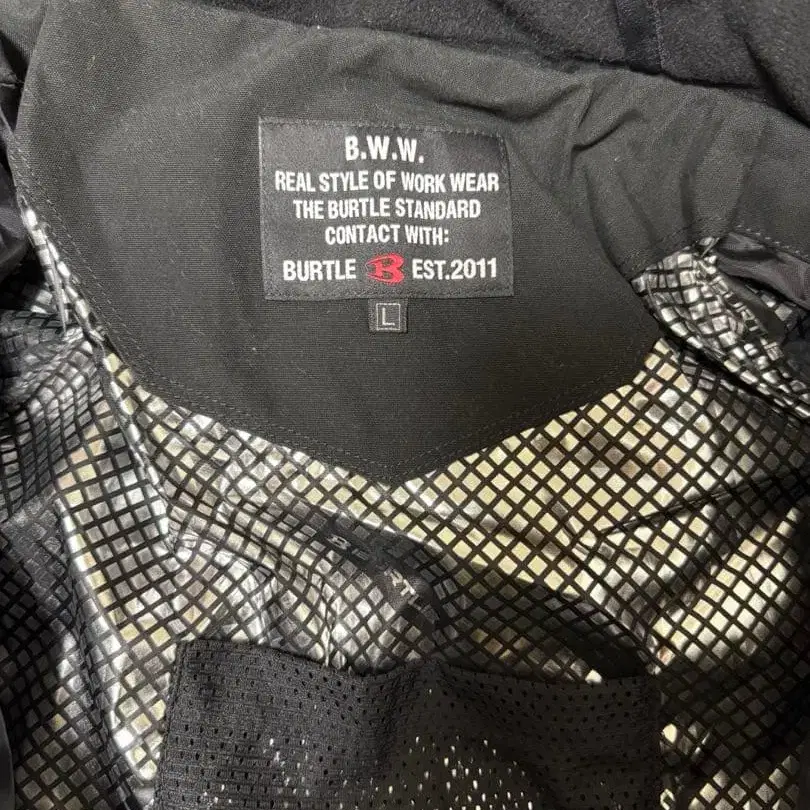 B.W.W.
REAL STYLE OF WORK WEAR
THE BURTLE STANDARD
CONTACT WITH:
BURTLE B EST.2011
L